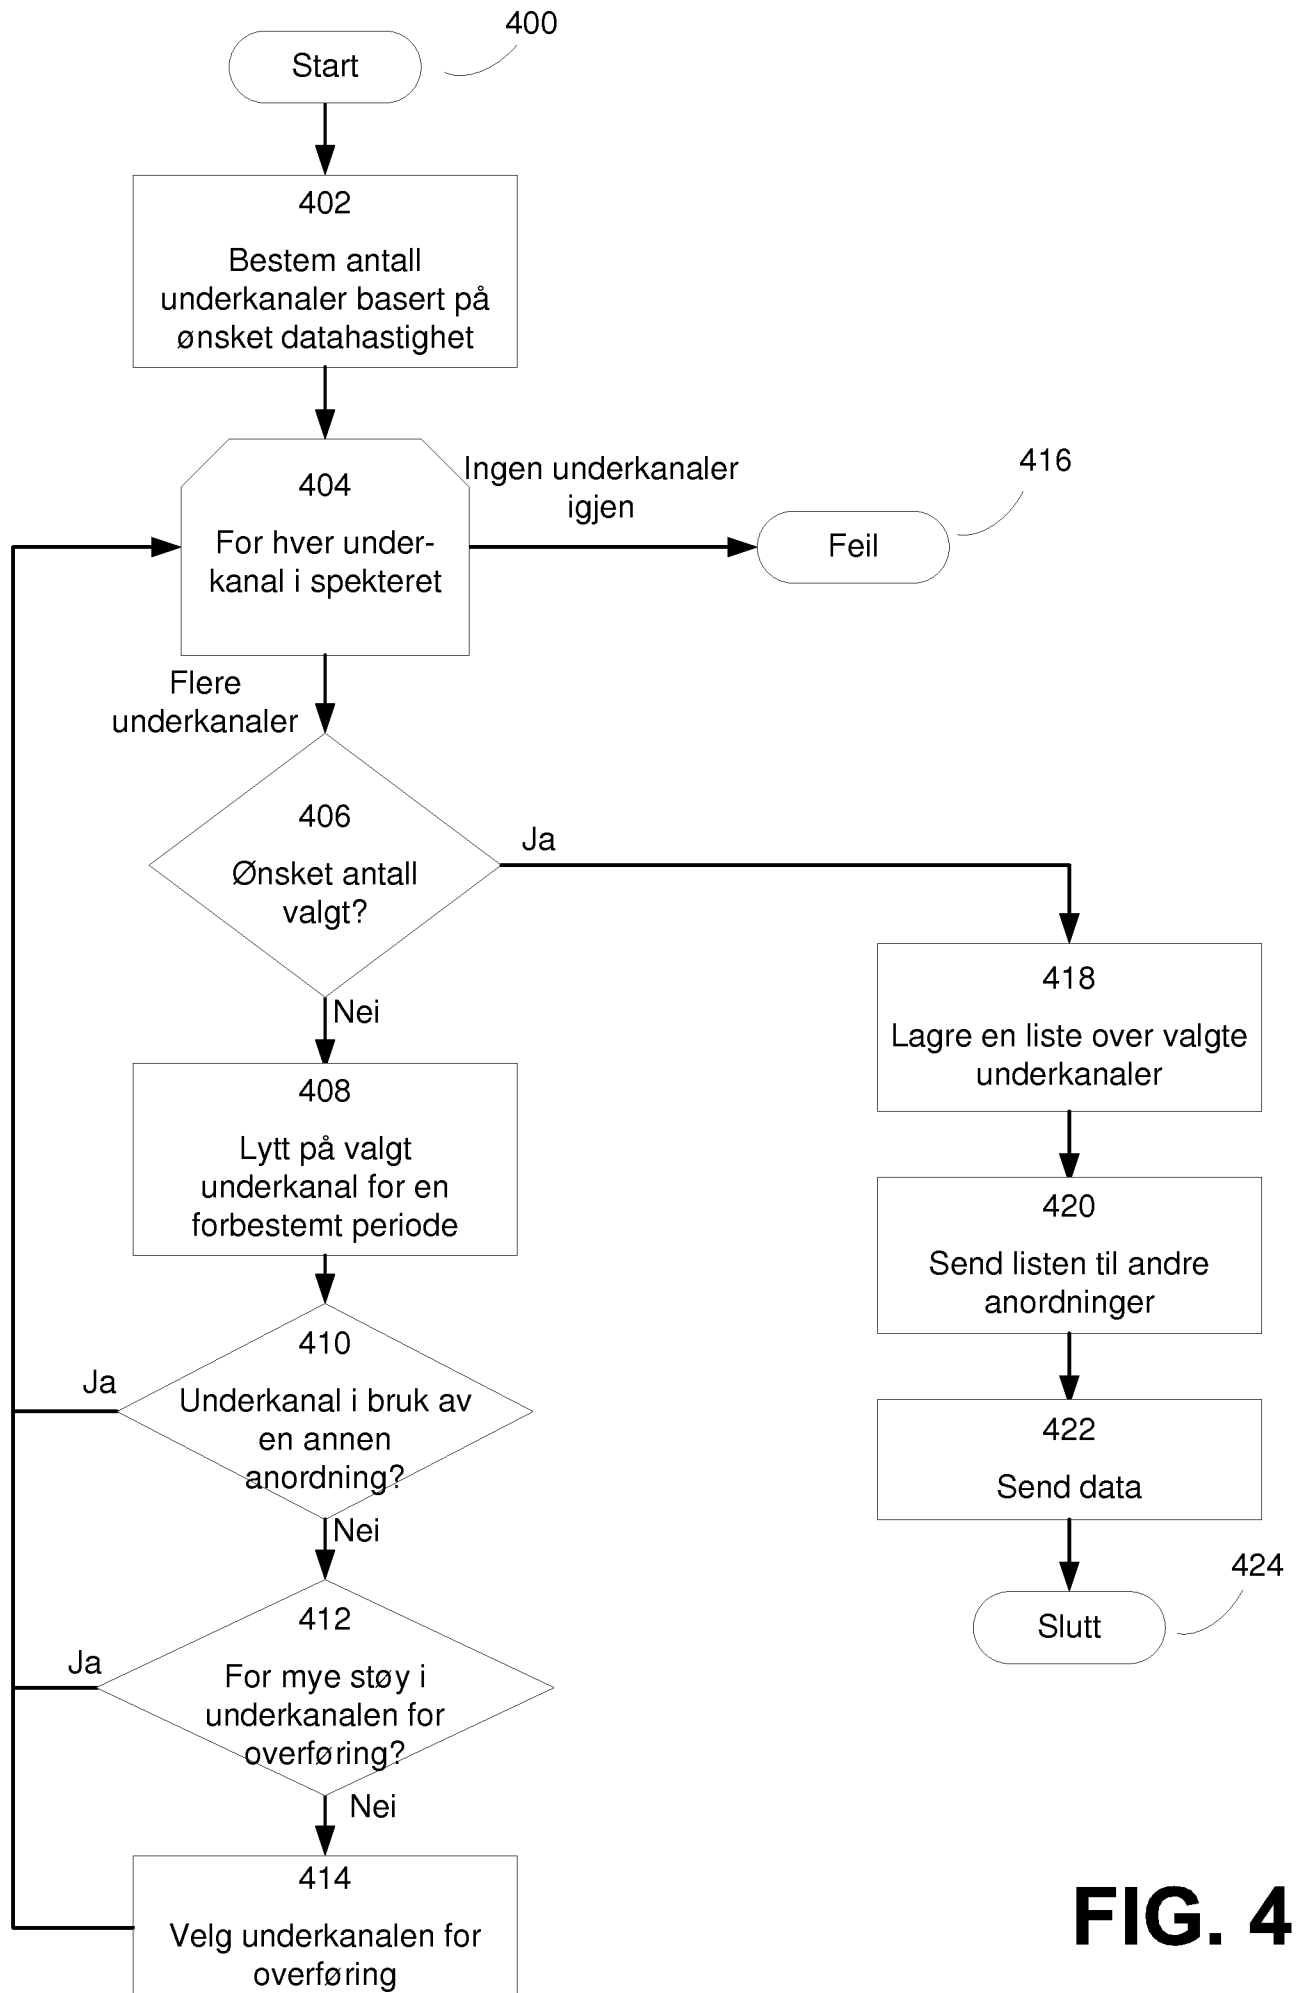 400
Start
402
Bestem antall
underkanaler basert på
ønsket datahastighet
404
For hver under-
kanal i spekteret
Ingen underkanaler
igjen
416
Feil
Flere
underkanaler
406
Ønsket antall
valgt?
Ja
Nei
418
Lagre en liste over valgte
underkanaler
408
Lytt på valgt
underkanal for en
forbestemt periode
420
Send listen til andre
anordninger
410
Underkanal i bruk av
en annen
anordning?
Ja
Nei
422
Send data
424
Slutt
412
For mye støy i
underkanalen for
overføring?
Ja
Nei
414
Velg underkanalen for
overføring
FIG. 4